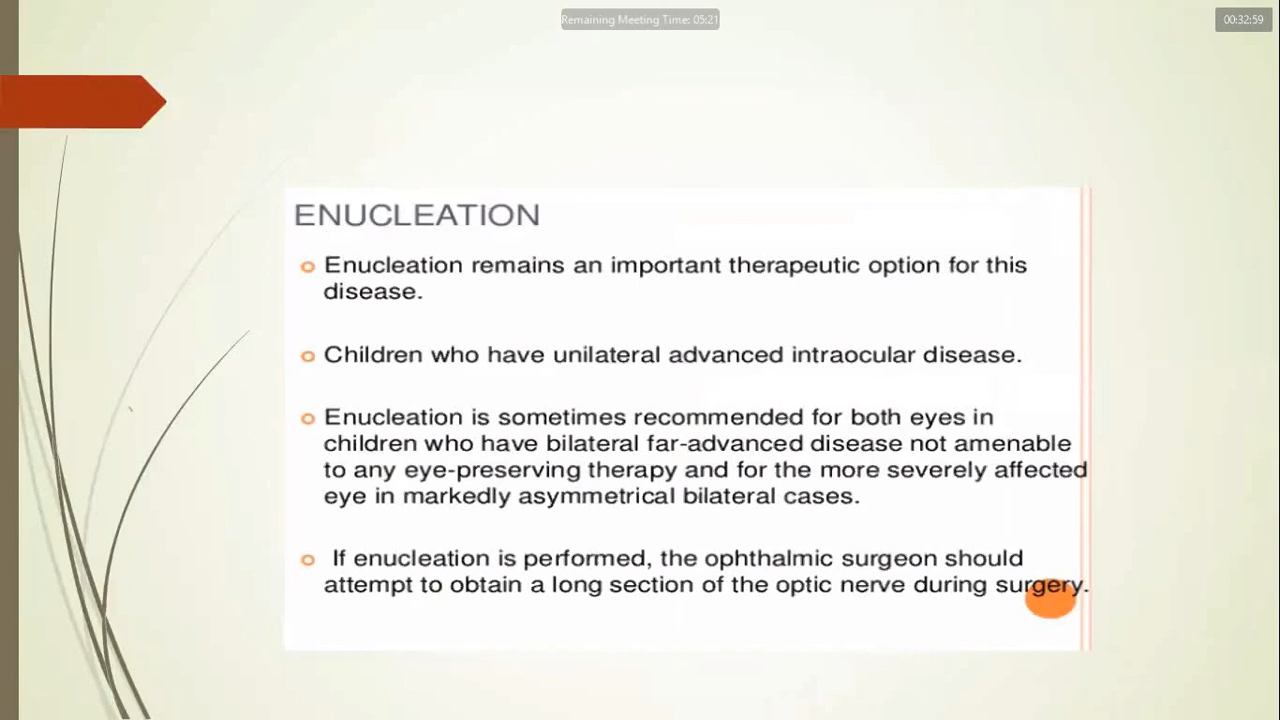 Remaining Meeting Time: 05:21
00:32:59
ENUCLEATION
Enucleation remains an important therapeutic option for this
disease.
Children who have unilateral advanced intraocular disease.
Enucleation is sometimes recommended for both eyes in
children who have bilateral far-advanced disease not amenable
to any eye-preserving therapy and for the more severely affected
eye in markedly asymmetrical bilateral cases.
If enucleation is performed, the ophthalmic surgeon should
attempt to obtain a long section of the optic nerve during surgery.